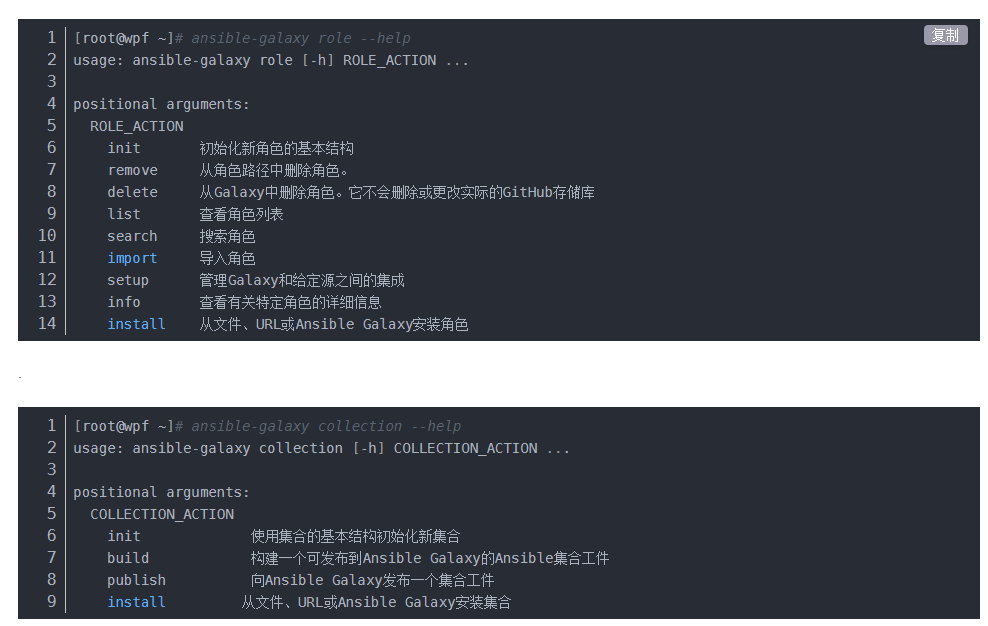 复制
1 [root@wpf ~]# ansible-galaxy role --help
2 usage: ansible-galaxy role [-h] ROLE_ACTION ...
3
4 positional arguments:
5 ROLE_ACTION
6 init 初始化新角色的基本结构
7 remove 从角色路径中删除角色。
8 delete 从Galaxy中删除角色。它不会删除或更改实际的GitHub存储库
9 list 查看角色列表
10 search 搜索角色
11 import 导入角色
12 setup 管理Galaxy和给定源之间的集成
13 info 查看有关特定角色的详细信息
14 install 从文件、URL或Ansible Galaxy安装角色
.
1 [root@wpf ~]# ansible-galaxy collection --help
2 usage: ansible-galaxy collection [-h] COLLECTION_ACTION ...
3
4 positional arguments:
5 COLLECTION_ACTION
6 init 使用集合的基本结构初始化新集合
7 build 构建一个可发布到Ansible Galaxy的Ansible集合工件
8 publish 向Ansible Galaxy发布一个集合工件
9 install 从文件、URL或Ansible Galaxy安装集合